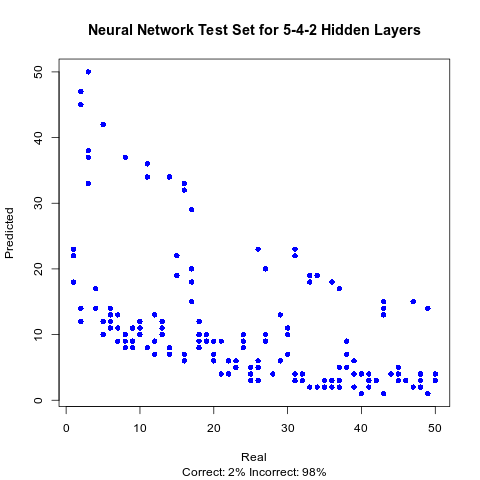 Neural Network Test Set for 5-4-2 Hidden Layers
50
40
30
20
10
0
Predicted
0 10 20 30 40 50
Real
Correct: 2% Incorrect: 98%